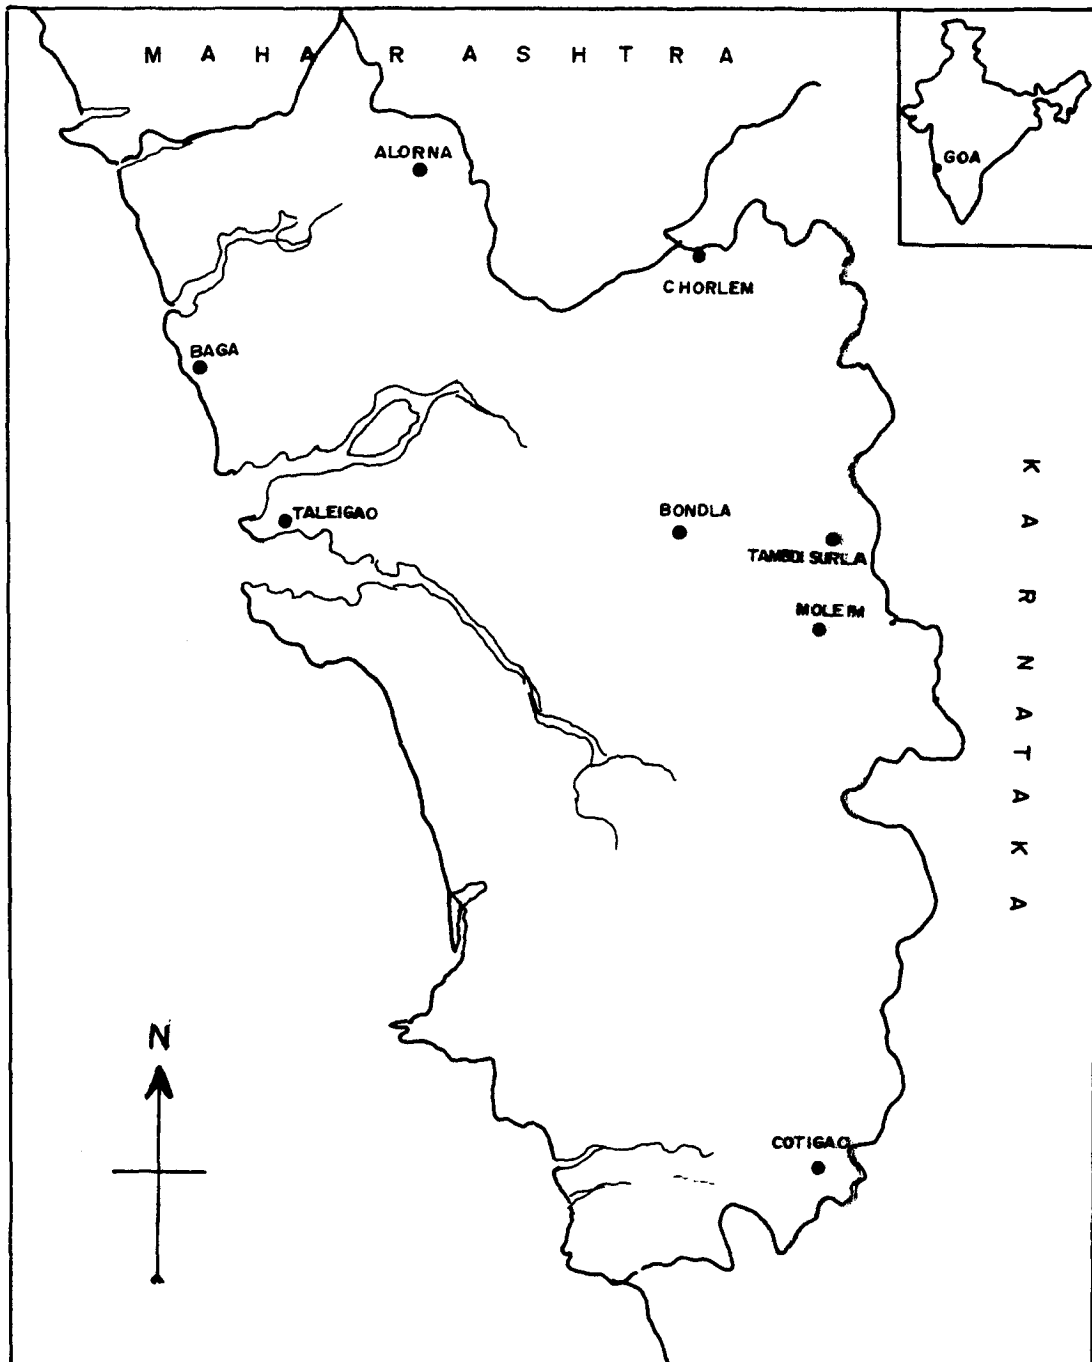 MAHARASHTRA
GOA
ALORNA
CHORLEM
BAGA
KARNATAKA
TALEIGAO
BONDLA
TAMBDI SURLA
MOLEM
N
COTIGAO